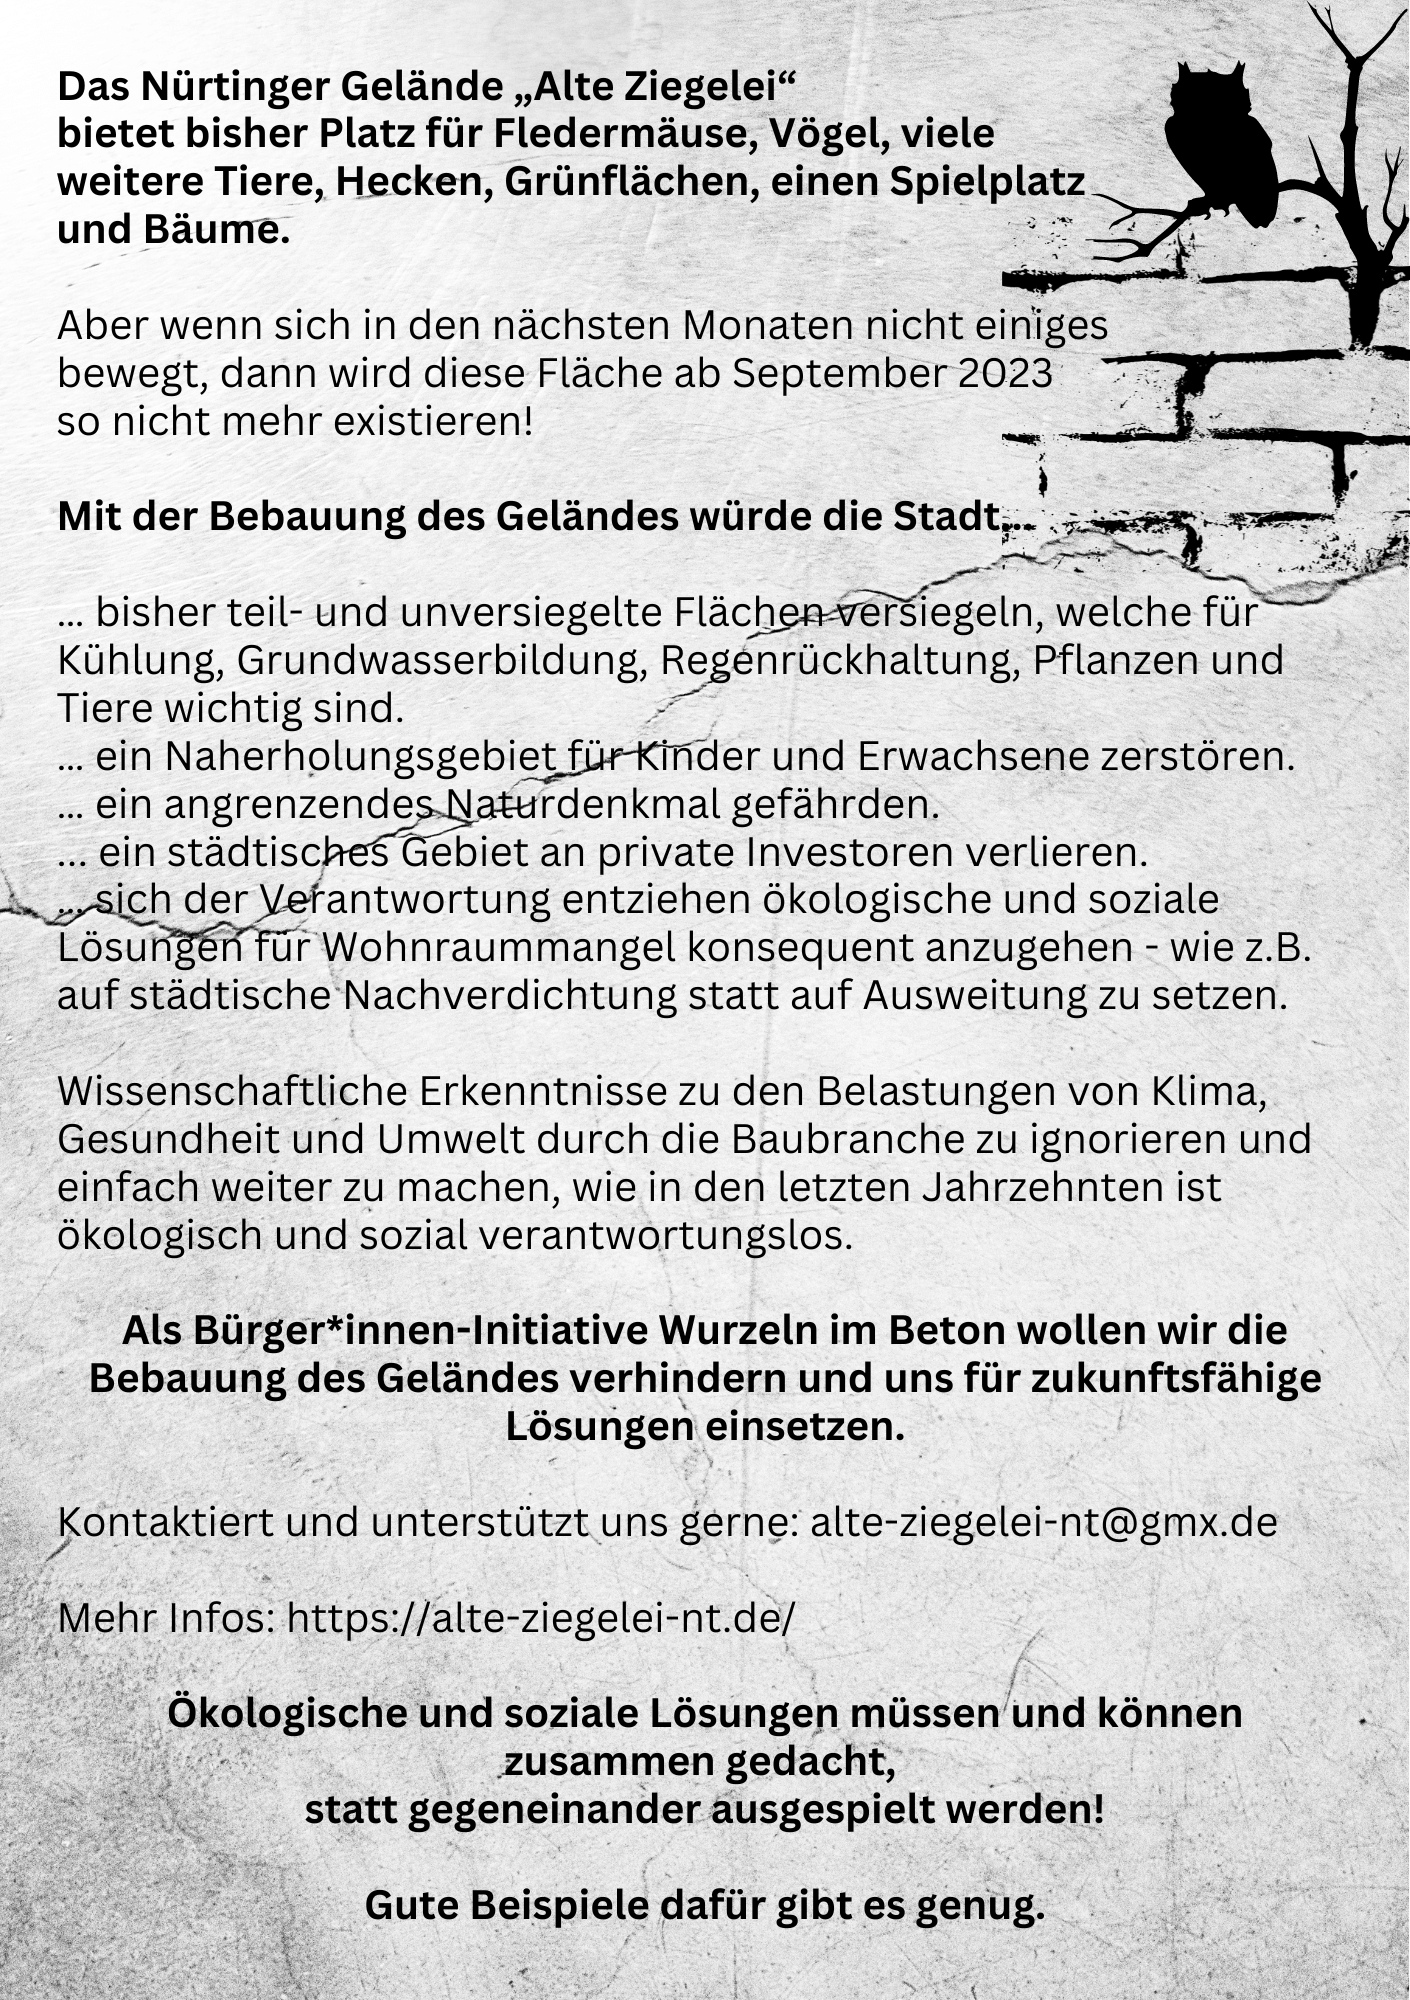 Das Nürtinger Gelände „Alte Ziegelei“
bietet bisher Platz für Fledermäuse, Vögel, viele
weitere Tiere, Hecken, Grünflächen, einen Spielplatz
und Bäume.
Aber wenn sich in den nächsten Monaten nicht einiges
bewegt, dann wird diese Fläche ab September 2023
so nicht mehr existieren!
Mit der Bebauung des Geländes würde die Stadt...
... bisher teil- und unversiegelte Flächen versiegeln, welche für
Kühlung, Grundwasserbildung, Regenrückhaltung, Pflanzen und
Tiere wichtig sind.
... ein Naherholungsgebiet für Kinder und Erwachsene zerstören.
... ein angrenzendes Naturdenkmal gefährden.
... ein städtisches Gebiet an private Investoren verlieren.
... sich der Verantwortung entziehen ökologische und soziale
Lösungen für Wohnraummangel konsequent anzugehen - wie z.B.
auf städtische Nachverdichtung statt auf Ausweitung zu setzen.
Wissenschaftliche Erkenntnisse zu den Belastungen von Klima,
Gesundheit und Umwelt durch die Baubranche zu ignorieren und
einfach weiter zu machen, wie in den letzten Jahrzehnten ist
ökologisch und sozial verantwortungslos.
Als Bürger*innen-Initiative Wurzeln im Beton wollen wir die
Bebauung des Geländes verhindern und uns für zukunftsfähige
Lösungen einsetzen.
Kontaktiert und unterstützt uns gerne: alte-ziegelei-nt@gmx.de
Mehr Infos: https://alte-ziegelei-nt.de/
Ökologische und soziale Lösungen müssen und können
zusammen gedacht,
statt gegeneinander ausgespielt werden!
Gute Beispiele dafür gibt es genug.